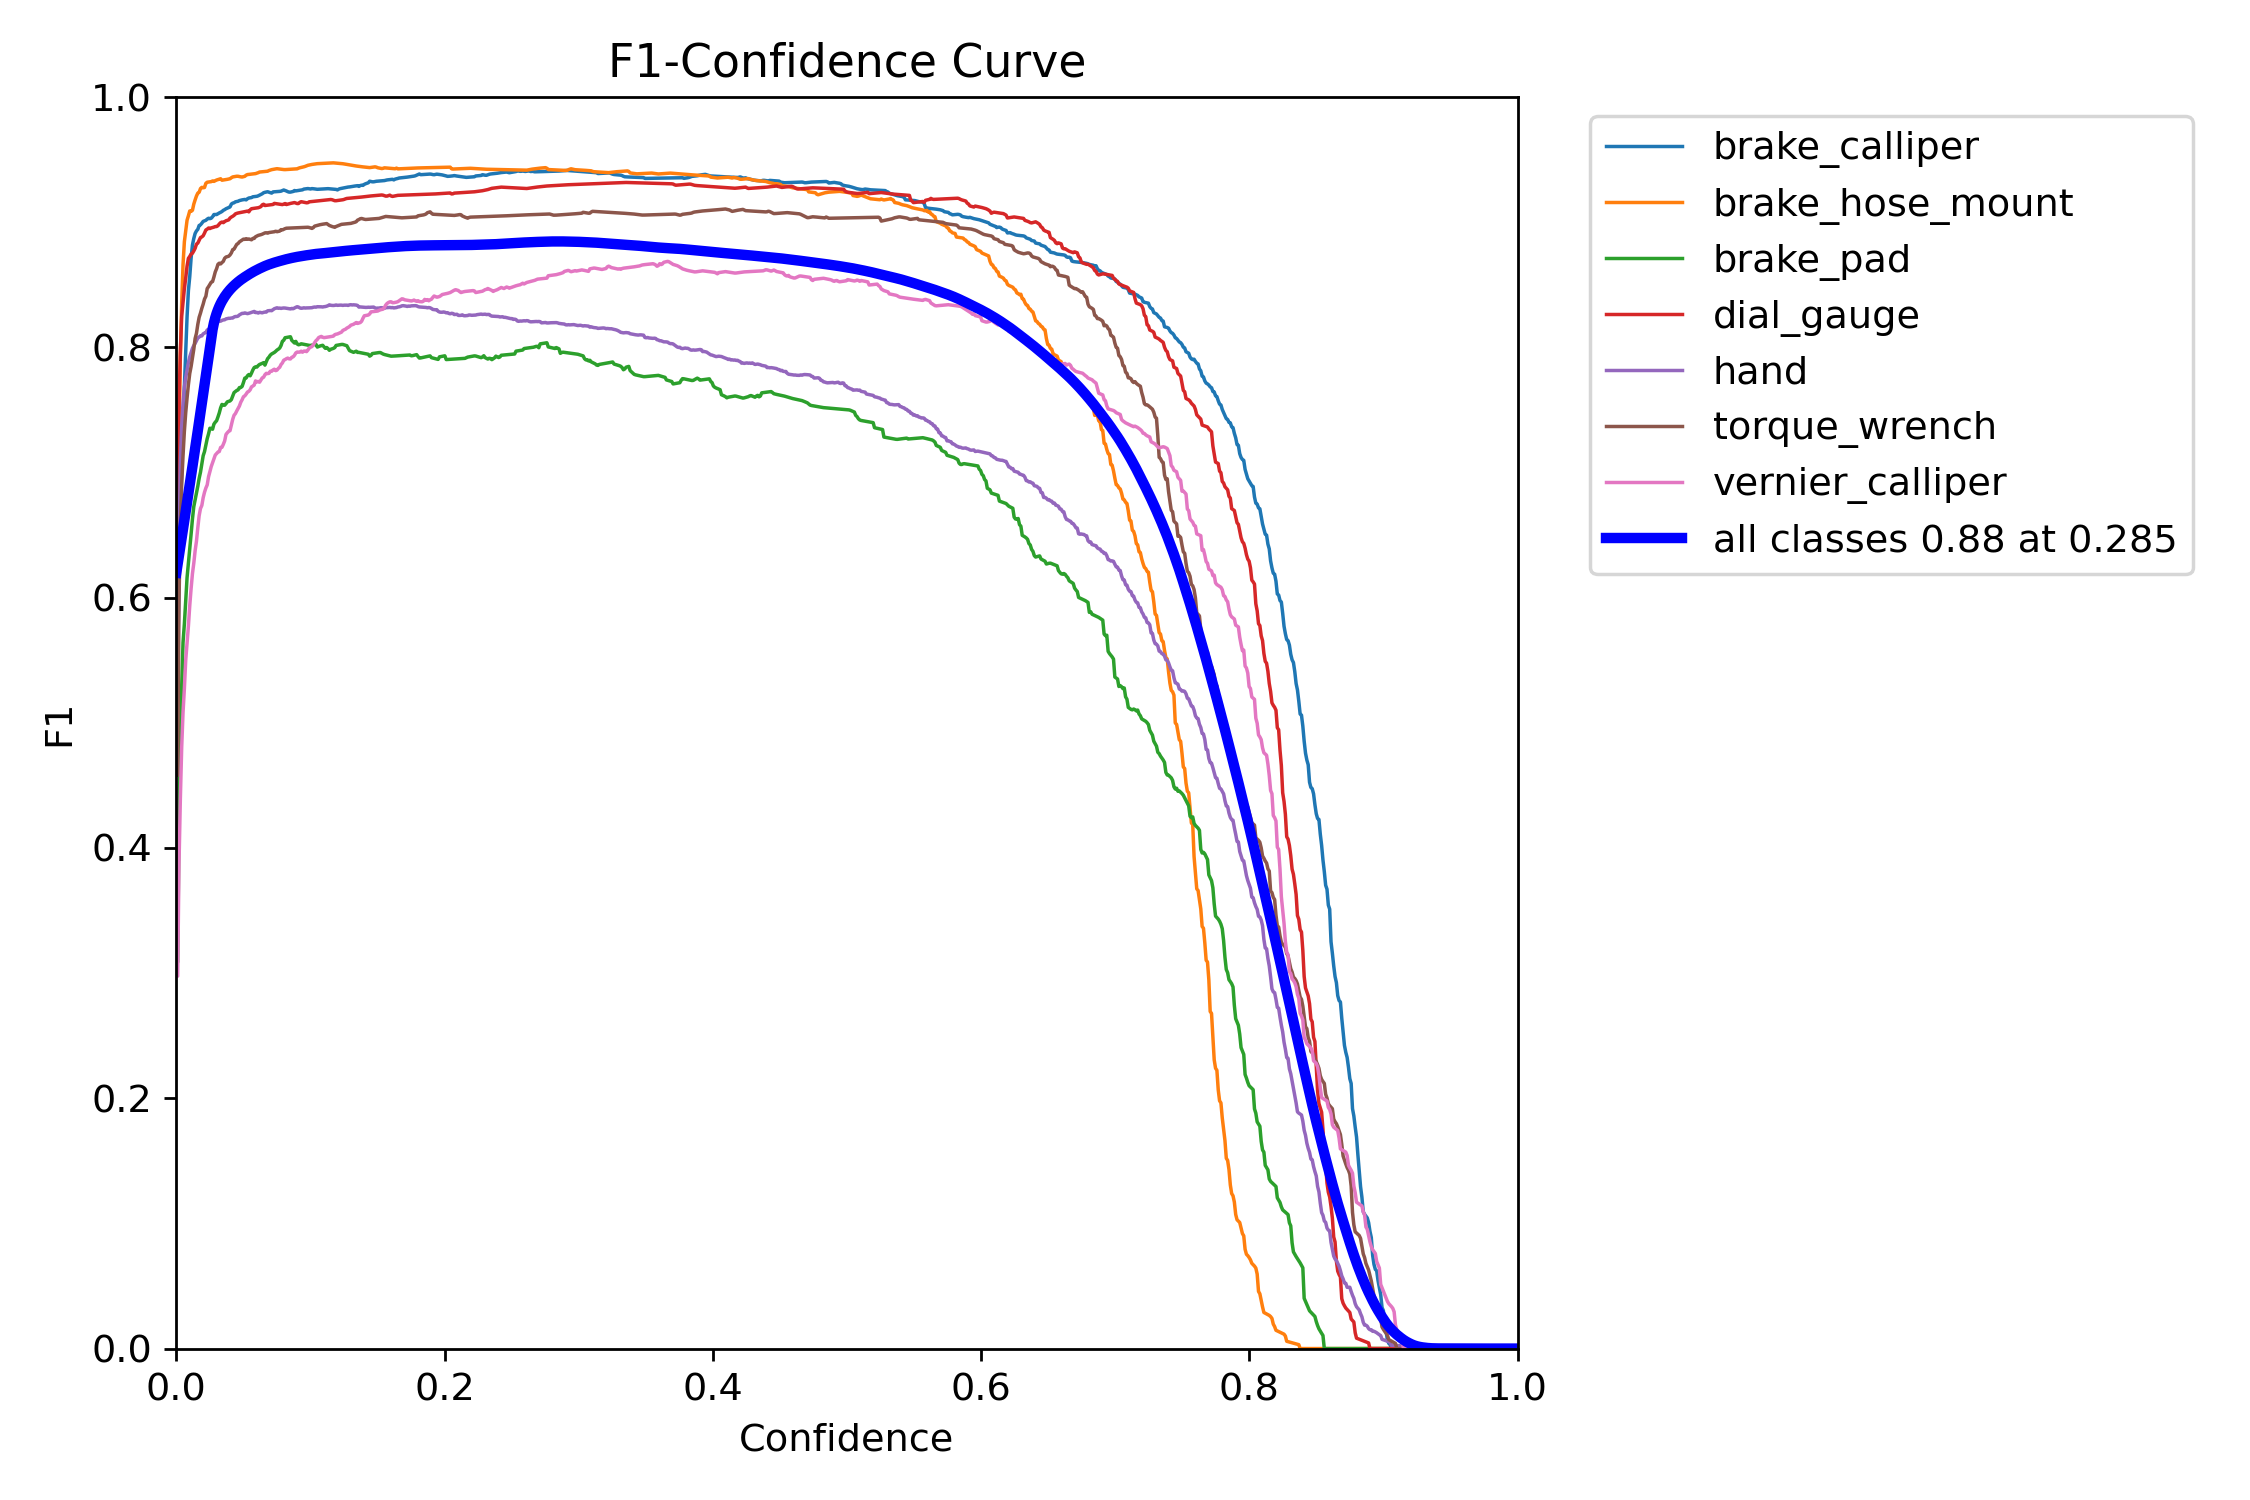 F1-Confidence Curve
1.0
0.8
0.6
0.4
0.2
0.0
F1
0.0 0.2 0.4 0.6 0.8 1.0
Confidence
brake_calliper
brake_hose_mount
brake_pad
dial_gauge
hand
torque_wrench
vernier_calliper
all classes 0.88 at 0.285